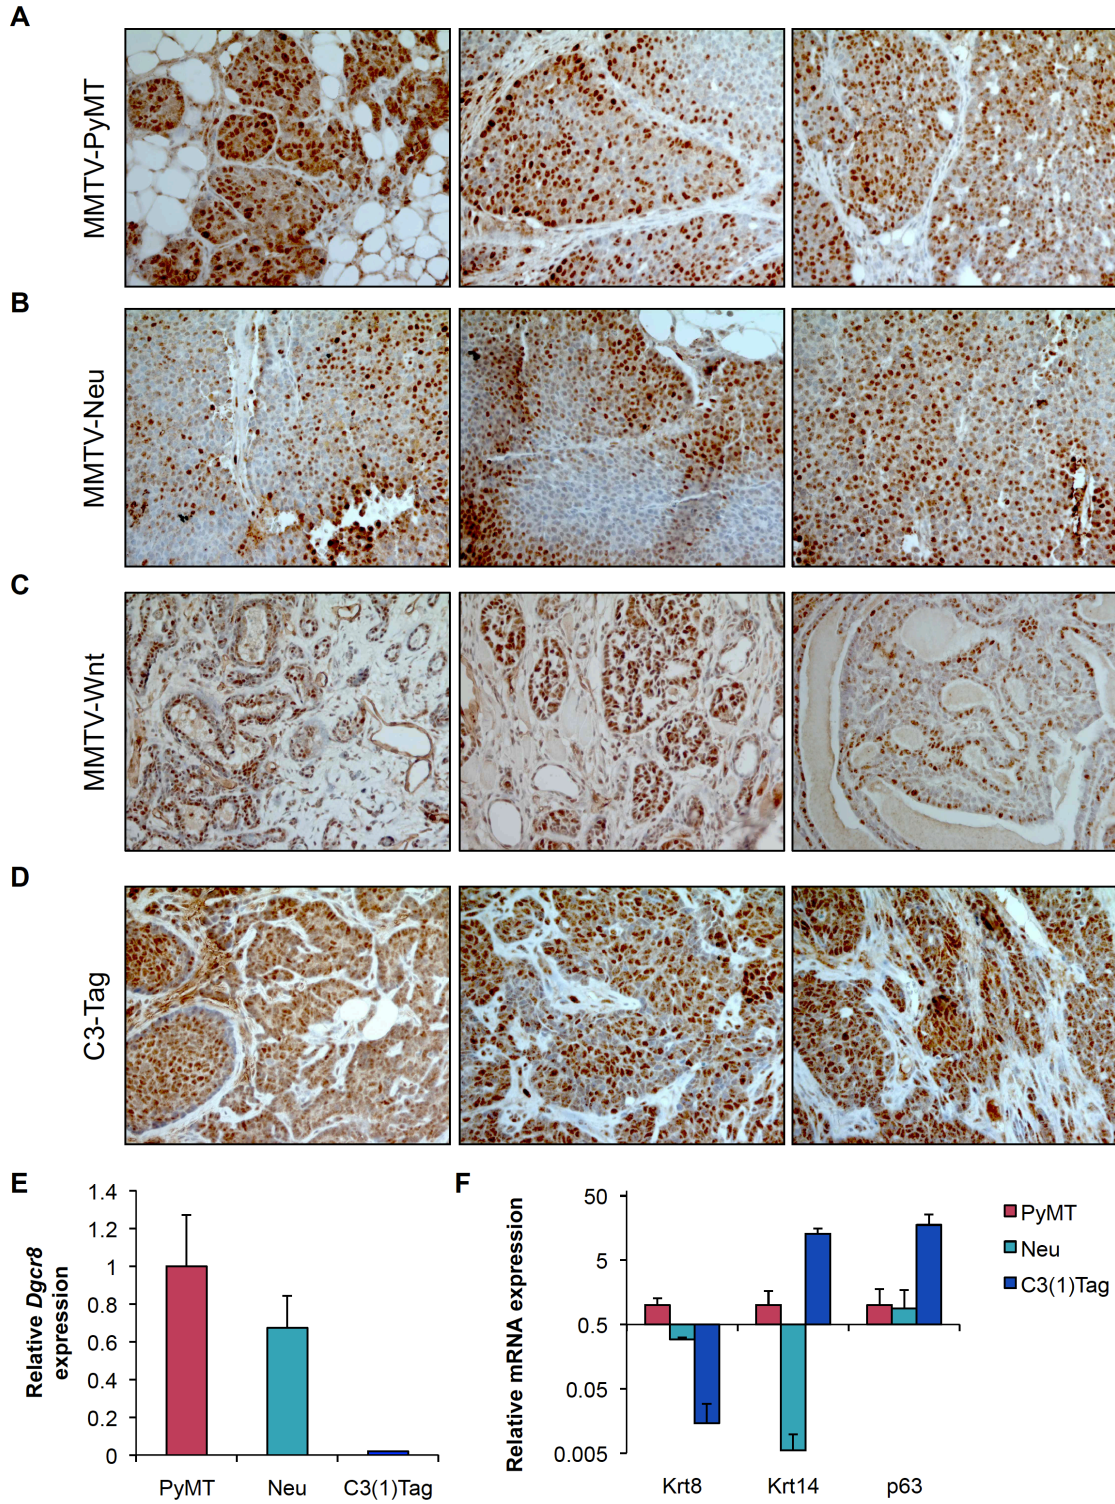 A
MMTV-PyMT
B
MMTV-Neu
C
MMTV-Wnt
D
C3-Tag
E
Relative Dgcr8
expression
1.4
1.2
1
0.8
0.6
0.4
0.2
0
PyMT
Neu
C3(1)Tag
F
Relative mRNA expression
50
5
0.5
0.05
0.005
Krt8
Krt14
p63
PyMT
Neu
C3(1)Tag